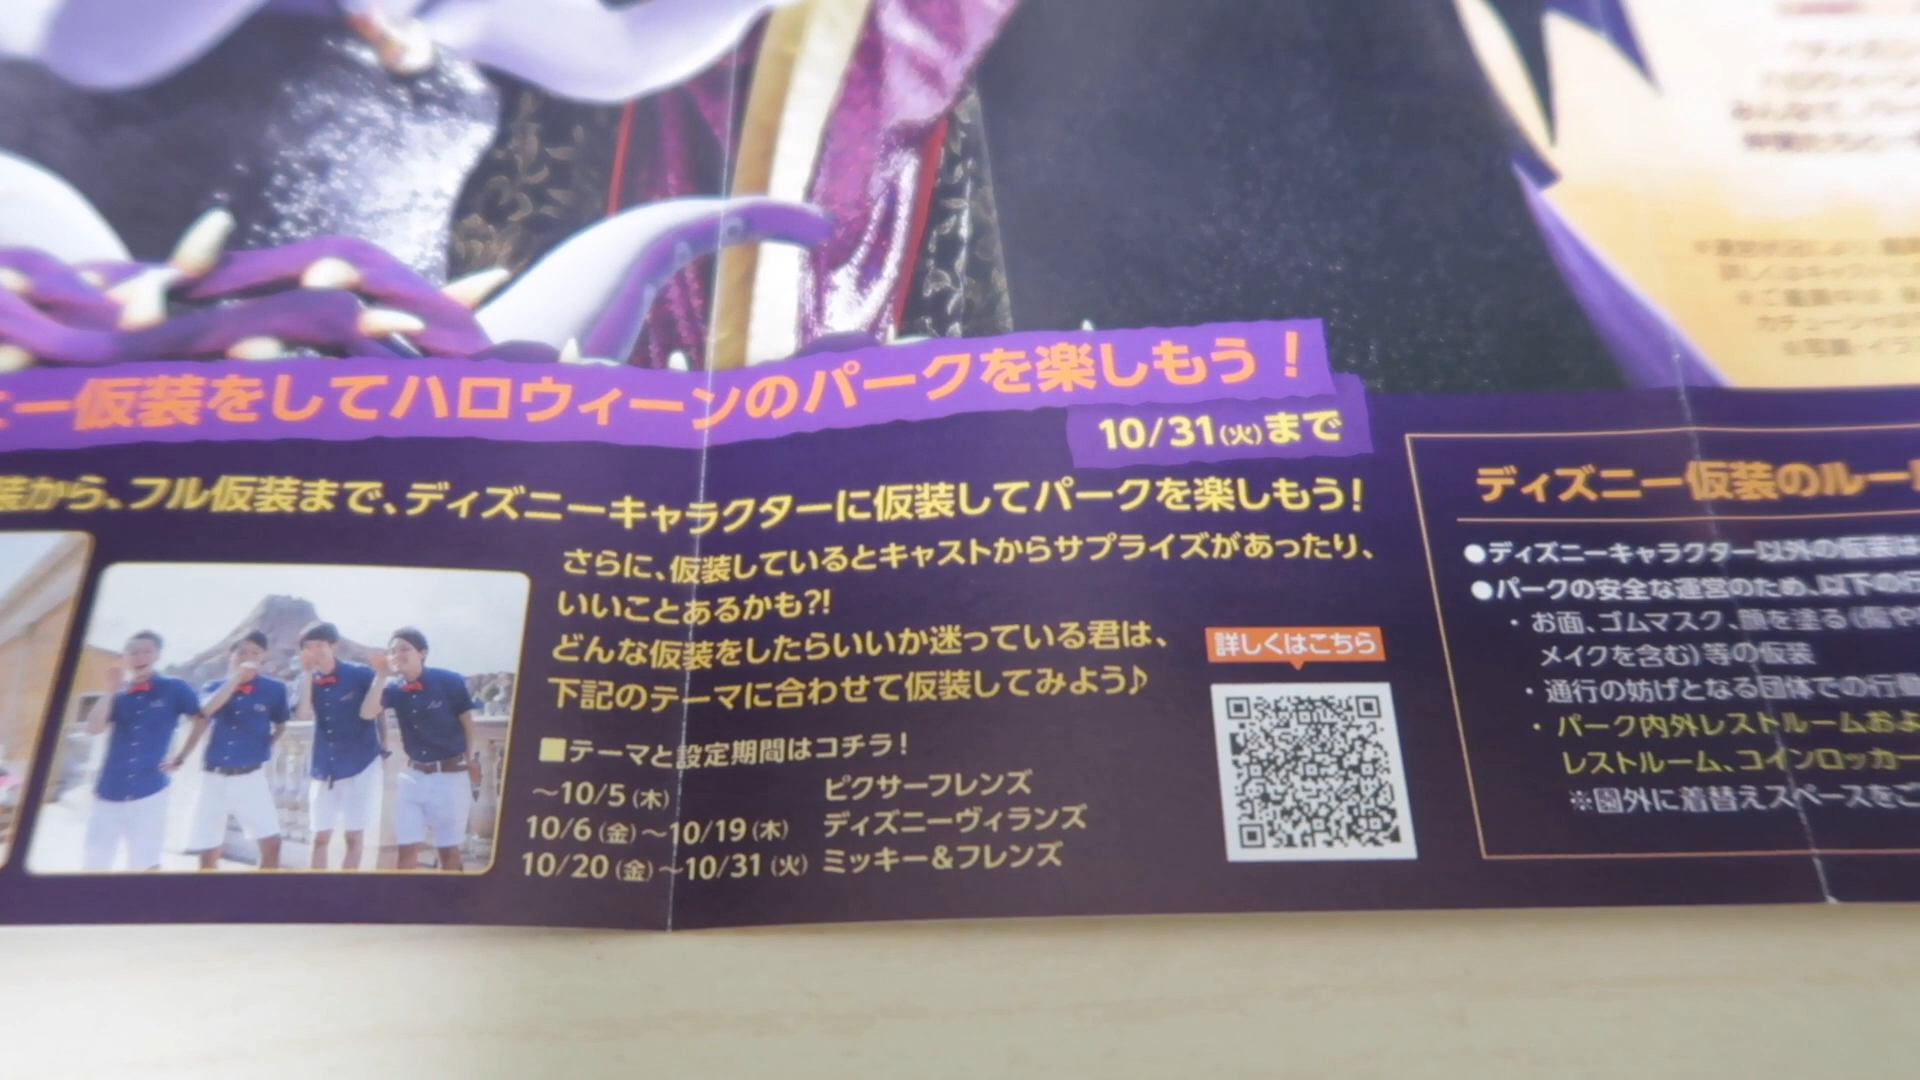 ー仮装をしてハロウィーンのパークを楽しもう！
10/31(火)まで
装から、フル仮装まで、ディズニーキャラクターに仮装してパークを楽しもう！
さらに、仮装しているとキャストからサプライズがあったり、
いいことあるかも?!
どんな仮装をしたらいいか迷っている君は、
下記のテーマに合わせて仮装してみよう♪
■テーマと設定期間はコチラ！
～10/5(木) ピクサーフレンズ
10/6(金)～10/19(木) ディズニーヴィランズ
10/20(金)～10/31(火) ミッキー＆フレンズ
詳しくはこちら
ディズニー仮装のルー
●ディズニーキャラクター以外の仮装は
●パークの安全な運営のため、以下の行
・お面、ゴムマスク、顔を塗る(傷や
メイクを含む)等の仮装
・通行の妨げとなる団体での行動
・パーク内外レストルームおよ
レストルーム、コインロッカー
※園外に着替えスペースをご